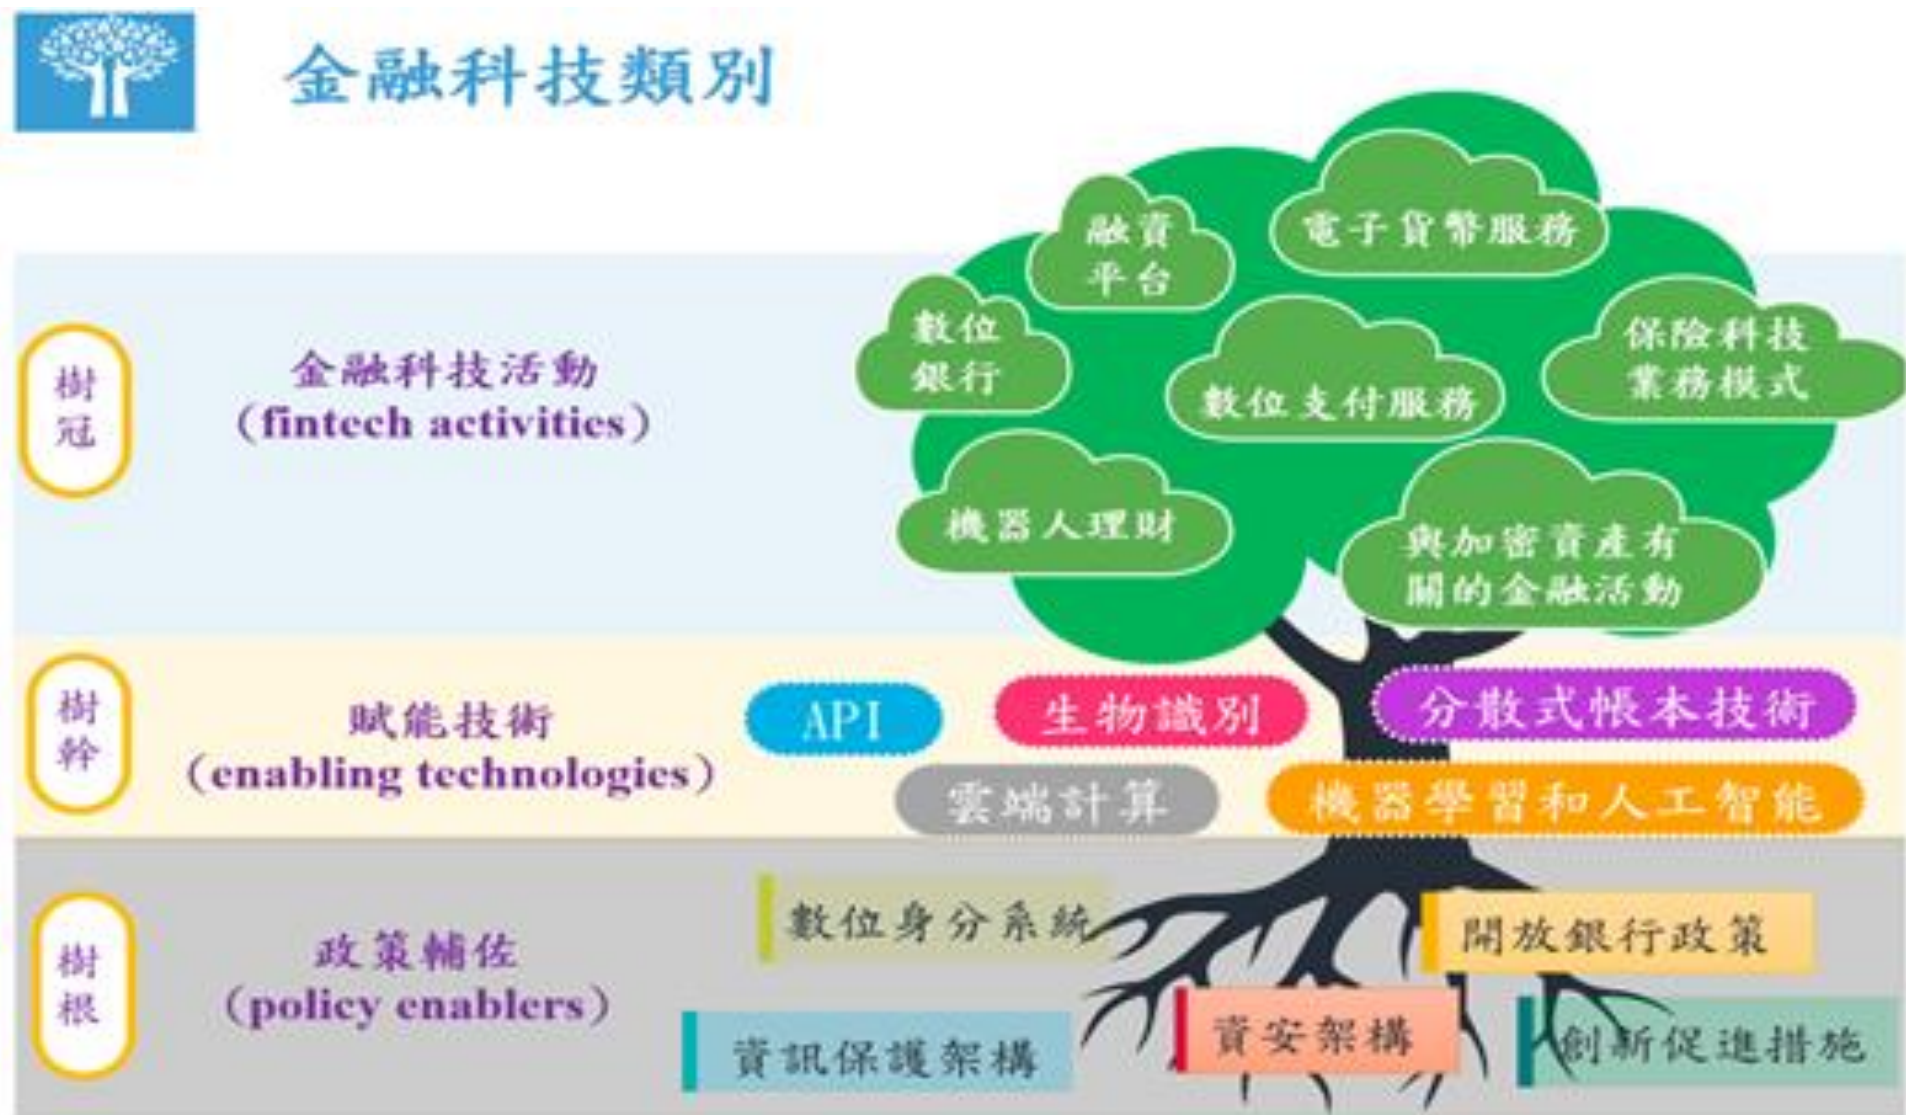 金融科技類別
融資
平台
電子貨幣服務
數位
銀行
數位支付服務
保險科技
業務模式
機器人理財
與加密資產有
關的金融活動
樹
冠
金融科技活動
(fintech activities)
樹
幹
賦能技術
(enabling technologies)
API
生物識別
分散式帳本技術
雲端計算
機器學習和人工智能
樹
根
政策輔佐
(policy enablers)
數位身分系統
開放銀行政策
資訊保護架構
資安架構
創新促進措施